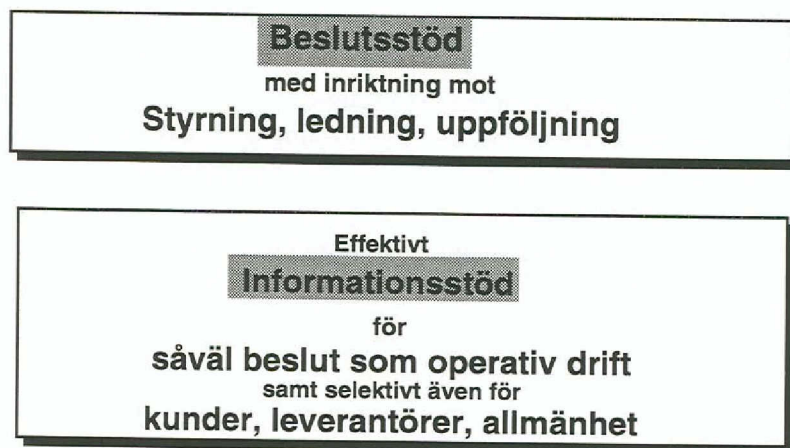 Beslutsstöd
med inriktning mot
Styrning, ledning, uppföljning
Effektivt
Informationsstöd
för
såväl beslut som operativ drift
samt selektivt även för
kunder, leverantörer, allmänhet